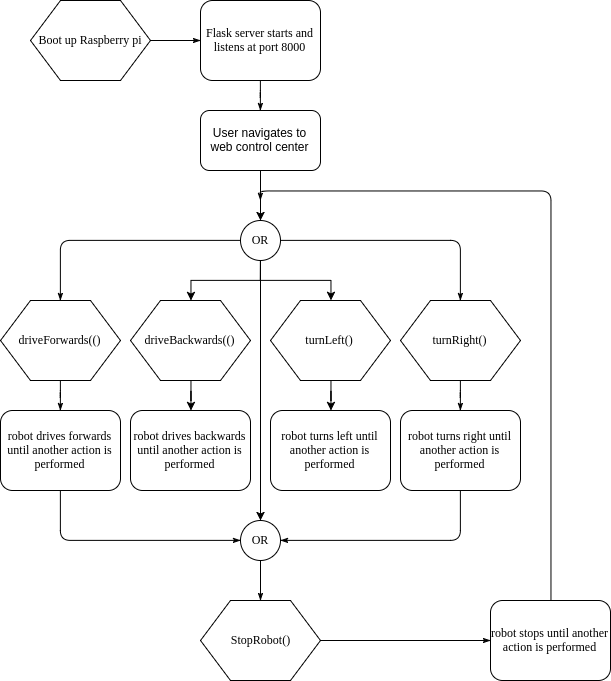 Boot up Raspberry pi
Flask server starts and
listens at port 8000
User navigates to
web control center
OR
driveForwards(()
driveBackwards(()
turnLeft()
turnRight()
robot drives forwards
until another action is
performed
robot drives backwards
until another action is
performed
robot turns left until
another action is
performed
robot turns right until
another action is
performed
OR
StopRobot()
robot stops until another
action is performed